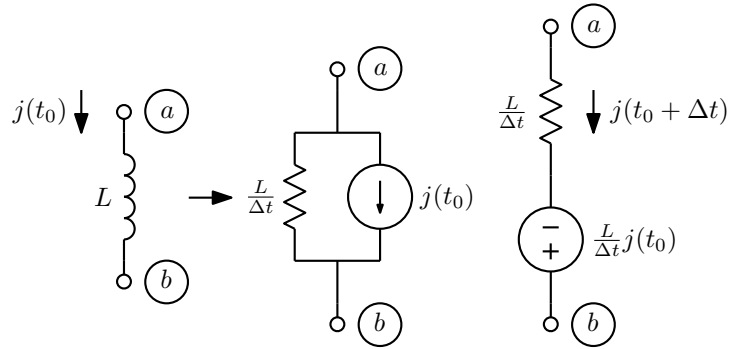 j(t₀)
a
L
b
a
L/Δt
j(t₀)
b
a
L/Δt
j(t₀ + Δt)
−
+
L/Δt j(t₀)
b